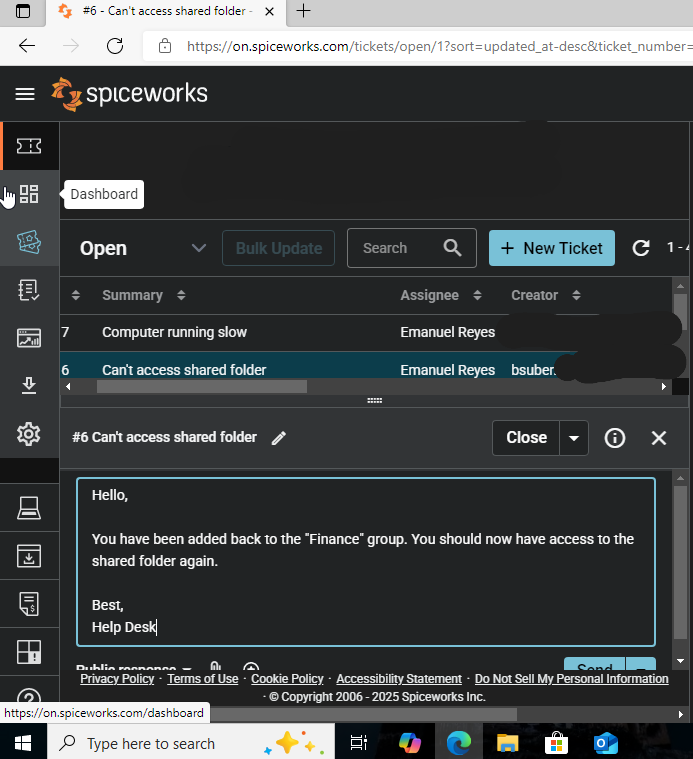 #6 - Can't access shared folder -
https://on.spiceworks.com/tickets/open/1?sort=updated_at-desc&ticket_number=
spiceworks
Dashboard
Open
Bulk Update
Search
+ New Ticket
1 -
Summary Assignee Creator
7 Computer running slow Emanuel Reyes
6 Can't access shared folder Emanuel Reyes bsuber
#6 Can't access shared folder
Close
Hello,
You have been added back to the "Finance" group. You should now have access to the
shared folder again.
Best,
Help Desk
Public response
Send
Privacy Policy · Terms of Use · Cookie Policy · Accessibility Statement · Do Not Sell My Personal Information
· © Copyright 2006 - 2025 Spiceworks Inc.
https://on.spiceworks.com/dashboard
Type here to search